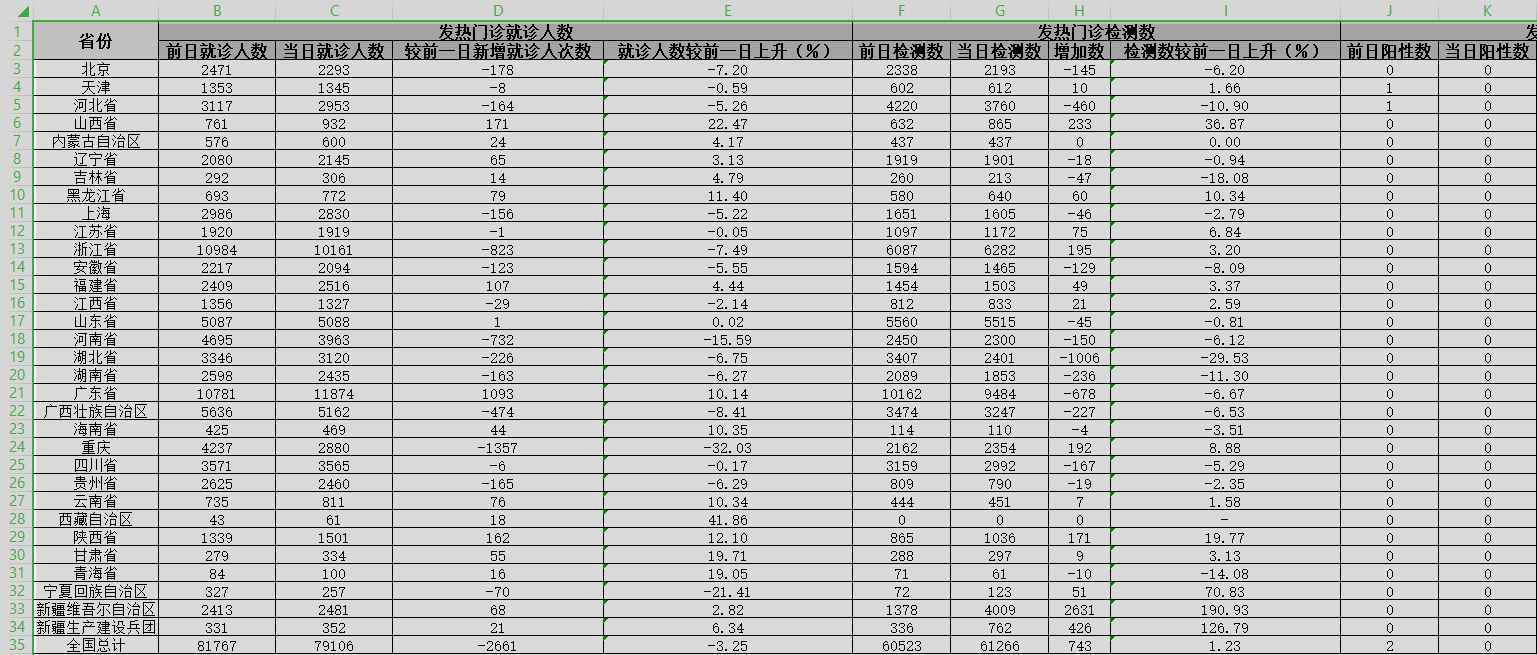 A B C D E F G H I J K
1 省份 发热门诊就诊人数 发热门诊检测数
2 前日就诊人数 当日就诊人数 较前一日新增就诊人次数 就诊人数较前一日上升（%） 前日检测数 当日检测数 增加数 检测数较前一日上升（%） 前日阳性数 当日阳性数
3 北京 2471 2293 -178 -7.20 2338 2193 -145 -6.20 0 0
4 天津 1353 1345 -8 -0.59 602 612 10 1.66 1 0
5 河北省 3117 2953 -164 -5.26 4220 3760 -460 -10.90 1 0
6 山西省 761 932 171 22.47 632 865 233 36.87 0 0
7 内蒙古自治区 576 600 24 4.17 437 437 0 0.00 0 0
8 辽宁省 2080 2145 65 3.13 1919 1901 -18 -0.94 0 0
9 吉林省 292 306 14 4.79 260 213 -47 -18.08 0 0
10 黑龙江省 693 772 79 11.40 580 640 60 10.34 0 0
11 上海 2986 2830 -156 -5.22 1651 1605 -46 -2.79 0 0
12 江苏省 1920 1919 -1 -0.05 1097 1172 75 6.84 0 0
13 浙江省 10984 10161 -823 -7.49 6087 6282 195 3.20 0 0
14 安徽省 2217 2094 -123 -5.55 1594 1465 -129 -8.09 0 0
15 福建省 2409 2516 107 4.44 1454 1503 49 3.37 0 0
16 江西省 1356 1327 -29 -2.14 812 833 21 2.59 0 0
17 山东省 5087 5088 1 0.02 5560 5515 -45 -0.81 0 0
18 河南省 4695 3963 -732 -15.59 2450 2300 -150 -6.12 0 0
19 湖北省 3346 3120 -226 -6.75 3407 2401 -1006 -29.53 0 0
20 湖南省 2598 2435 -163 -6.27 2089 1853 -236 -11.30 0 0
21 广东省 10781 11874 1093 10.14 10162 9484 -678 -6.67 0 0
22 广西壮族自治区 5636 5162 -474 -8.41 3474 3247 -227 -6.53 0 0
23 海南省 425 469 44 10.35 114 110 -4 -3.51 0 0
24 重庆 4237 2880 -1357 -32.03 2162 2354 192 8.88 0 0
25 四川省 3571 3565 -6 -0.17 3159 2992 -167 -5.29 0 0
26 贵州省 2625 2460 -165 -6.29 809 790 -19 -2.35 0 0
27 云南省 735 811 76 10.34 444 451 7 1.58 0 0
28 西藏自治区 43 61 18 41.86 0 0 0 - 0 0
29 陕西省 1339 1501 162 12.10 865 1036 171 19.77 0 0
30 甘肃省 279 334 55 19.71 288 297 9 3.13 0 0
31 青海省 84 100 16 19.05 71 61 -10 -14.08 0 0
32 宁夏回族自治区 327 257 -70 -21.41 72 123 51 70.83 0 0
33 新疆维吾尔自治区 2413 2481 68 2.82 1378 4009 2631 190.93 0 0
34 新疆生产建设兵团 331 352 21 6.34 336 762 426 126.79 0 0
35 全国总计 81767 79106 -2661 -3.25 60523 61266 743 1.23 2 0